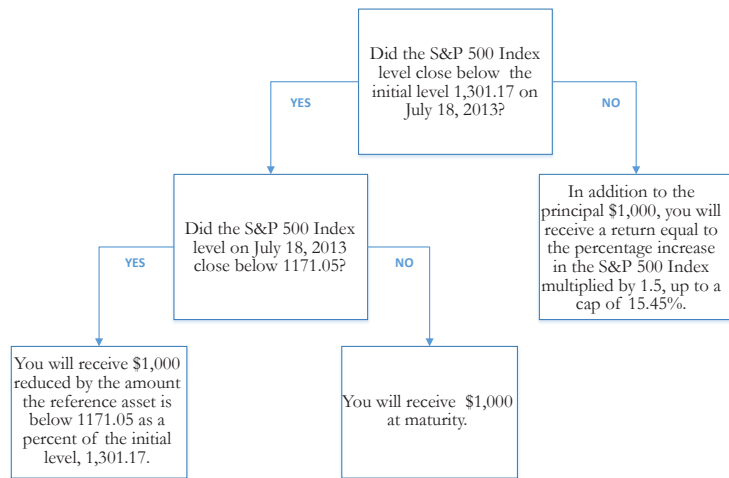 Did the S&P 500 Index
level close below the
initial level 1,301.17 on
July 18, 2013?
YES
NO
Did the S&P 500 Index
level on July 18, 2013
close below 1171.05?
In addition to the
principal $1,000, you will
receive a return equal to
the percentage increase
in the S&P 500 Index
multiplied by 1.5, up to a
cap of 15.45%.
YES
NO
You will receive $1,000
reduced by the amount
the reference asset is
below 1171.05 as a
percent of the initial
level, 1,301.17.
You will receive $1,000
at maturity.